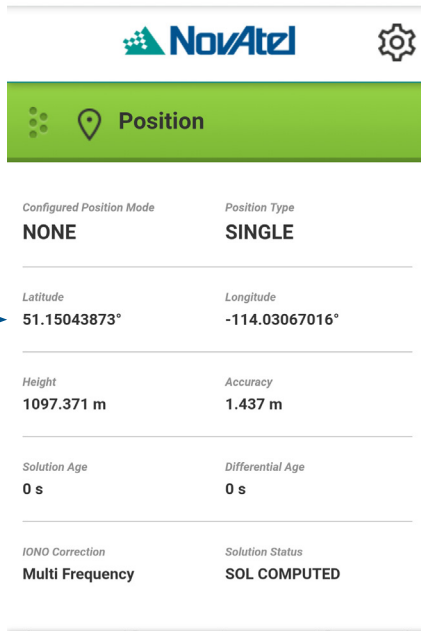 NovAtel
Position
Configured Position Mode
Position Type
NONE
SINGLE
Latitude
Longitude
51.15043873°
-114.03067016°
Height
Accuracy
1097.371 m
1.437 m
Solution Age
Differential Age
0 s
0 s
IONO Correction
Solution Status
Multi Frequency
SOL COMPUTED